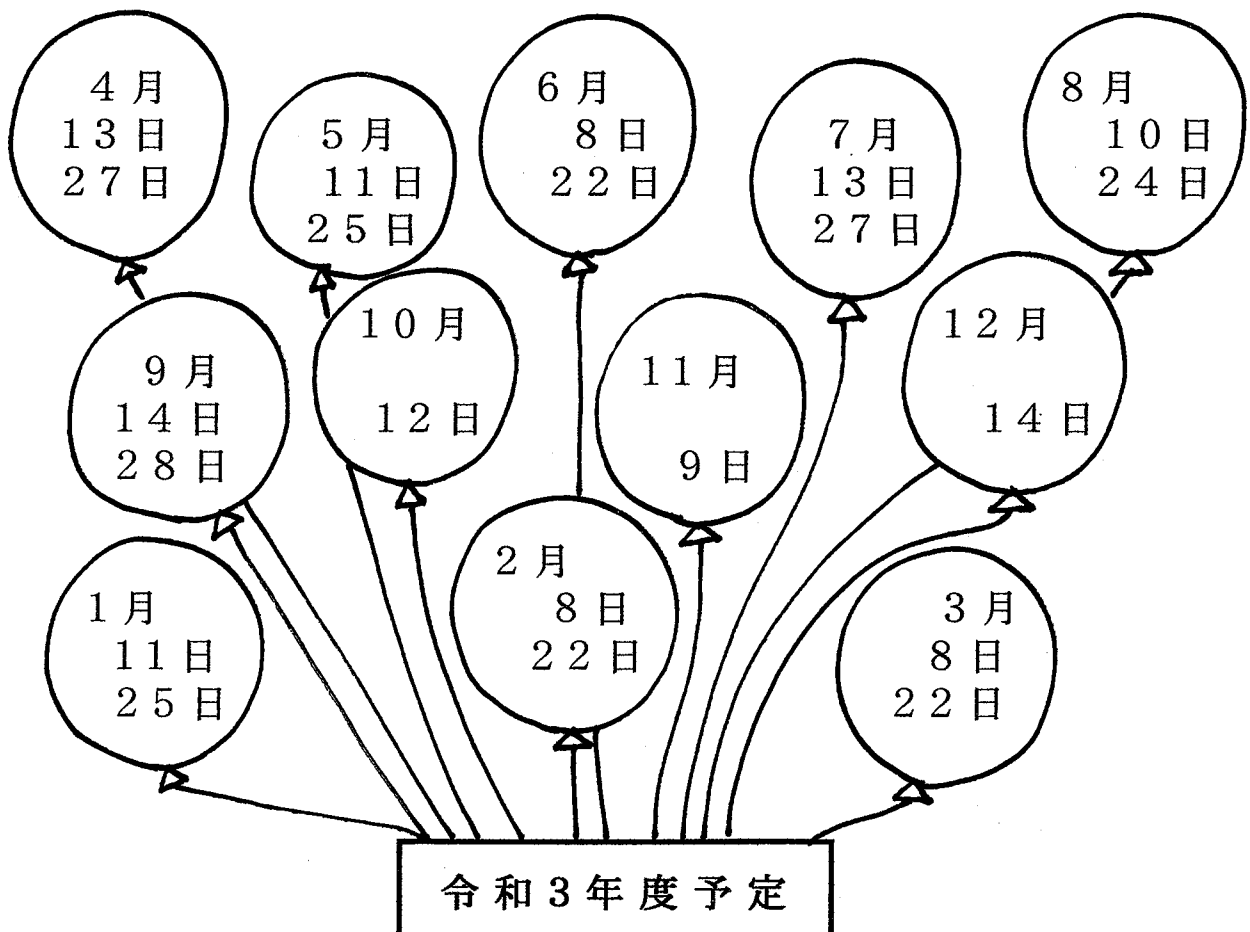 4月
13日
27日
5月
11日
25日
6月
8日
22日
7月
13日
27日
8月
10日
24日
9月
14日
28日
10月
12日
11月
9日
12月
14日
1月
11日
25日
2月
8日
22日
3月
8日
22日
令和3年度予定